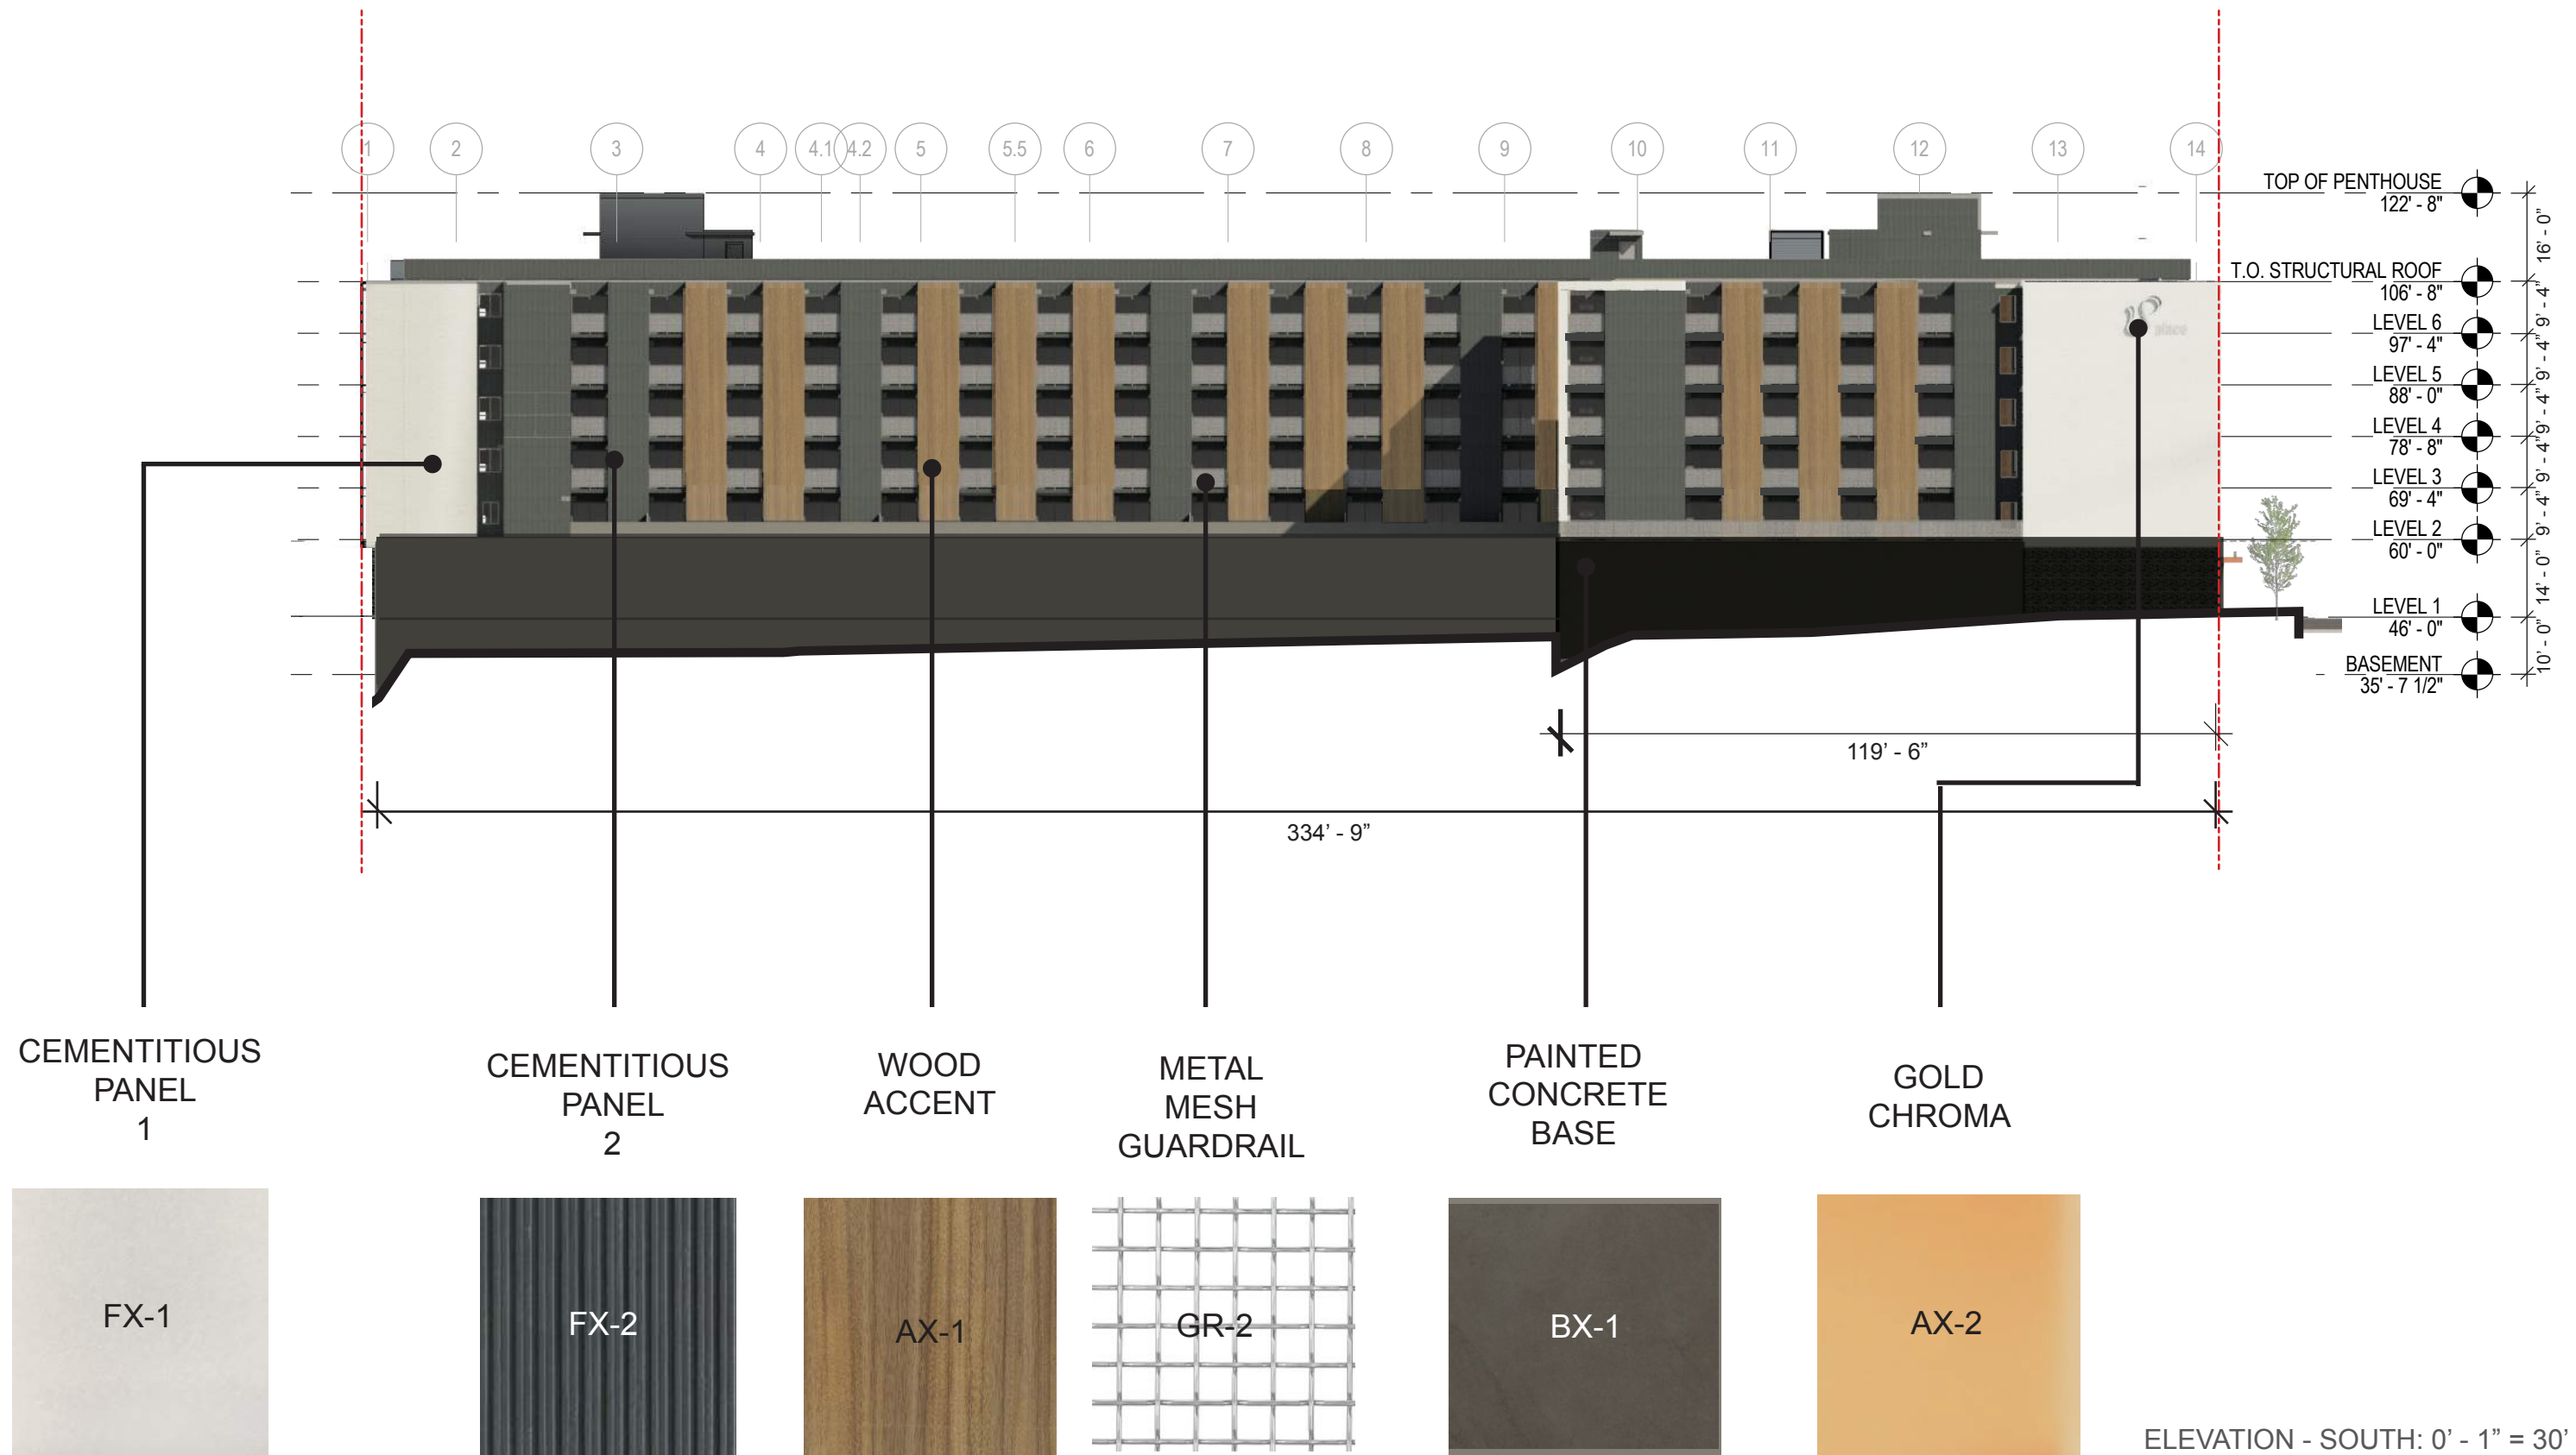 1 2 3 4 4.1 4.2 5 5.5 6 7 8 9 10 11 12 13 14
TOP OF PENTHOUSE
122' - 8"
16' - 0"
T.O. STRUCTURAL ROOF
106' - 8"
9' - 4"
LEVEL 6
97' - 4"
9' - 4"
LEVEL 5
88' - 0"
9' - 4"
LEVEL 4
78' - 8"
9' - 4"
LEVEL 3
69' - 4"
9' - 4"
LEVEL 2
60' - 0"
14' - 0"
LEVEL 1
46' - 0"
10' - 0"
BASEMENT
35' - 7 1/2"
place
119' - 6"
334' - 9"
CEMENTITIOUS
PANEL
1
CEMENTITIOUS
PANEL
2
WOOD
ACCENT
METAL
MESH
GUARDRAIL
PAINTED
CONCRETE
BASE
GOLD
CHROMA
FX-1
FX-2
AX-1
GR-2
BX-1
AX-2
ELEVATION - SOUTH: 0' - 1" = 30'